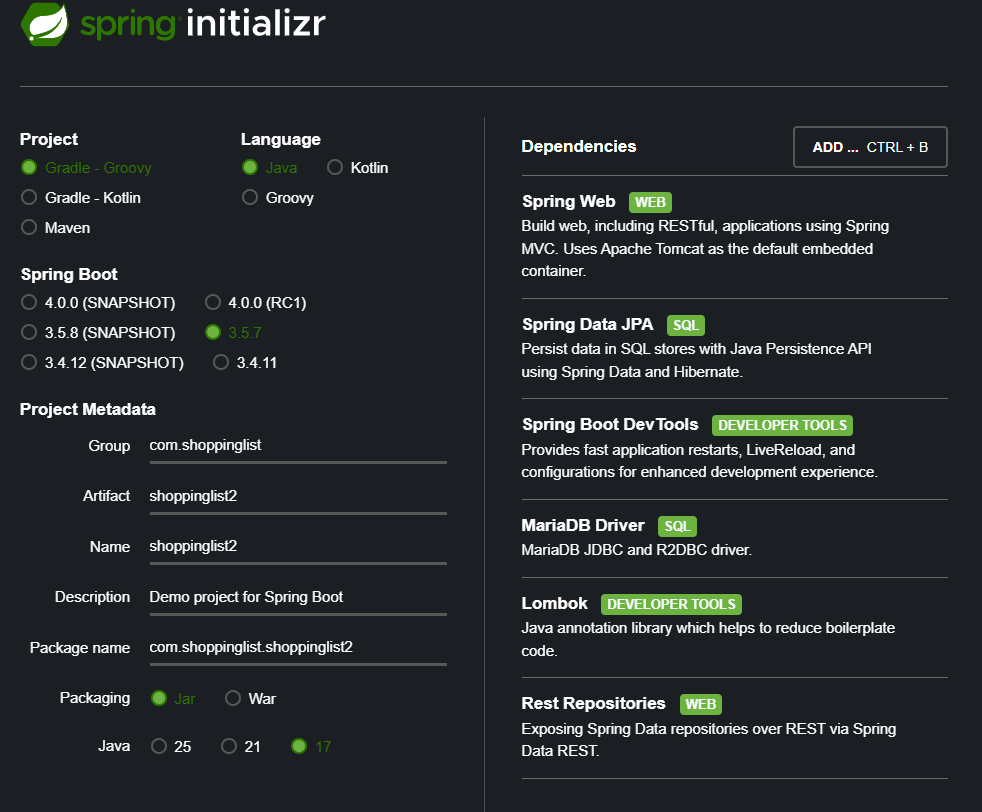 spring initializr
Project
Gradle - Groovy
Gradle - Kotlin
Maven
Language
Java Kotlin
Groovy
Spring Boot
4.0.0 (SNAPSHOT) 4.0.0 (RC1)
3.5.8 (SNAPSHOT) 3.5.7
3.4.12 (SNAPSHOT) 3.4.11
Project Metadata
Group com.shoppinglist
Artifact shoppinglist2
Name shoppinglist2
Description Demo project for Spring Boot
Package name com.shoppinglist.shoppinglist2
Packaging Jar War
Java 25 21 17
Dependencies ADD ... CTRL + B
Spring Web WEB
Build web, including RESTful, applications using Spring
MVC. Uses Apache Tomcat as the default embedded
container.
Spring Data JPA SQL
Persist data in SQL stores with Java Persistence API
using Spring Data and Hibernate.
Spring Boot DevTools DEVELOPER TOOLS
Provides fast application restarts, LiveReload, and
configurations for enhanced development experience.
MariaDB Driver SQL
MariaDB JDBC and R2DBC driver.
Lombok DEVELOPER TOOLS
Java annotation library which helps to reduce boilerplate
code.
Rest Repositories WEB
Exposing Spring Data repositories over REST via Spring
Data REST.